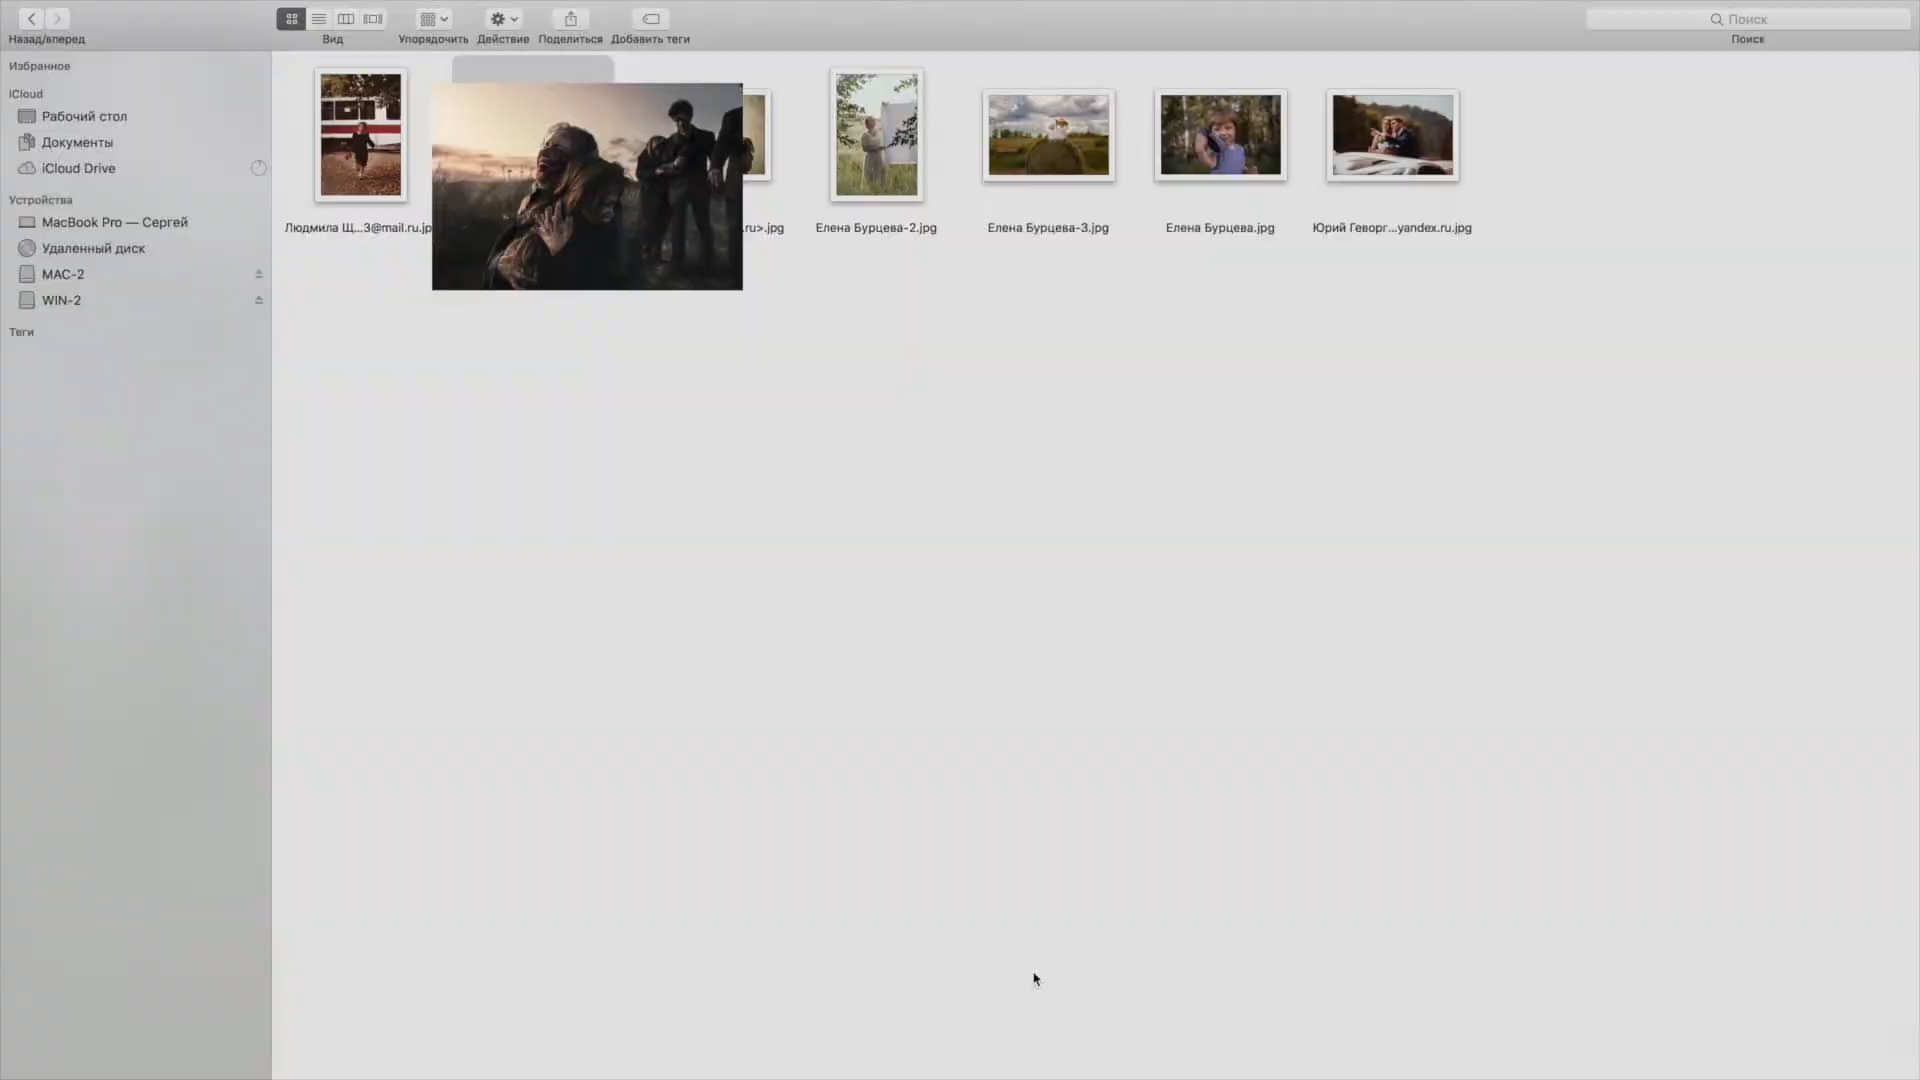 Назад/вперед
Вид
Упорядочить
Действие
Поделиться
Добавить теги
Поиск
Поиск
Избранное
iCloud
Рабочий стол
Документы
iCloud Drive
Устройства
MacBook Pro — Сергей
Удаленный диск
MAC-2
WIN-2
Теги
Людмила Щ...3@mail.ru.jp
.ru>.jpg
Елена Бурцева-2.jpg
Елена Бурцева-3.jpg
Елена Бурцева.jpg
Юрий Геворг...yandex.ru.jpg